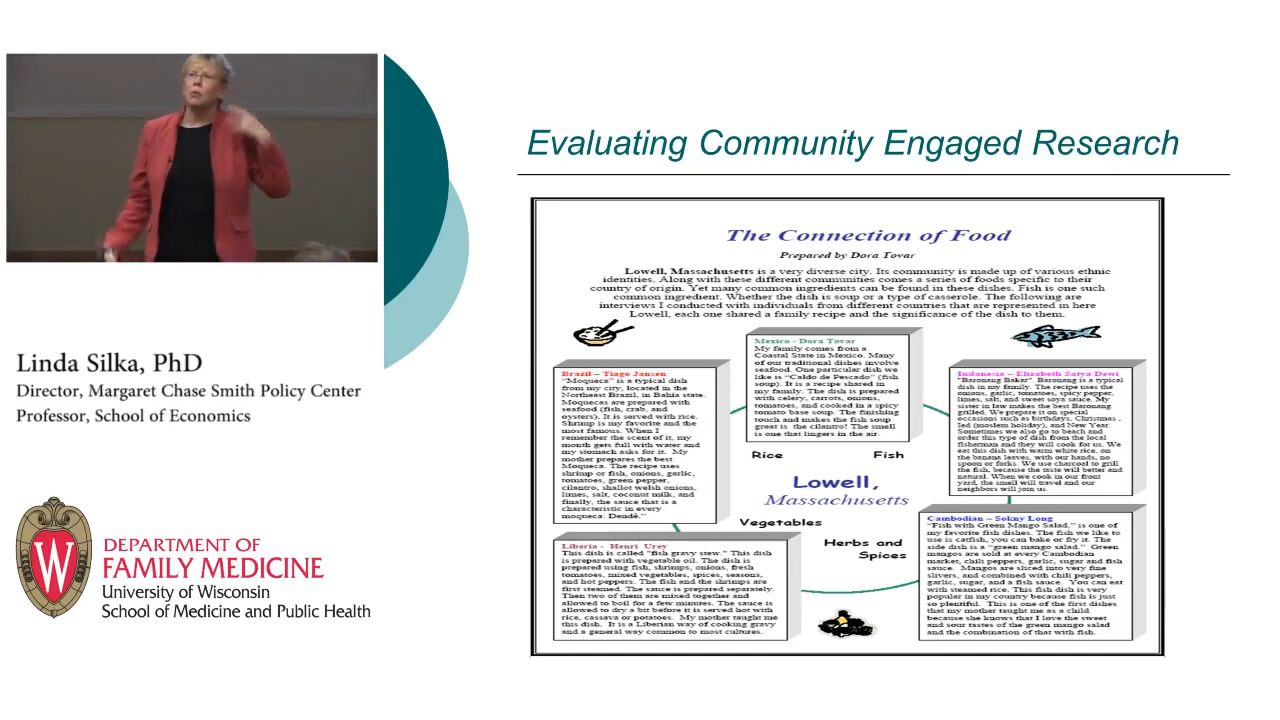 Evaluating Community Engaged Research
Linda Silka, PhD
Director, Margaret Chase Smith Policy Center
Professor, School of Economics
W
DEPARTMENT OF
FAMILY MEDICINE
University of Wisconsin
School of Medicine and Public Health
The Connection of Food
Prepared by Dora Tovar
Lowell, Massachusetts is a very diverse city. Its community is made up of various ethnic
identities. Along with these different communities comes a series of foods specific to their
country of origin. Yet many common ingredients can be found in these dishes. Fish is one such
common ingredient. Whether the dish is soup or a type of casserole. The following are
interviews I conducted with individuals from different countries that are represented in here
Lowell, each one shared a family recipe and the significance of the dish to them.
Brazil – Tiago Jansen
"Moqueca" is a typical dish
from my city, located in the
Northeast Brazil, in Bahia state.
Moquecas are prepared with
seafood (fish, crab, and
oysters). It is served with rice.
Shrimp is my favorite and the
most famous. When I
remember the scent of it, my
month gets full with water and
my stomach asks for it. My
mother prepares the best
Moqueca. The recipe uses
shrimp or fish, onions, garlic,
tomatoes, green pepper,
cilantro, shallot welsh onions,
limes, salt, coconut milk, and
finally, the sauce that is a
characteristic in every
moqueca: Dendê."
Mexico - Dora Tovar
My family comes from a
Coastal State in Mexico. Many
of our traditional dishes involve
seafood. One particular dish we
like is "Caldo de Pescado" (fish
soup). It is a recipe shared in
my family. The dish is prepared
with celery, carrots, onions,
tomatoes, and cooked in a spicy
tomato base soup. The finishing
touch and makes the fish soup
great is the cilantro! The smell
is one that lingers in the air.
Indonesia – Elizabeth Satya Dewi
"Baronang Bakar". Baronang is a typical
dish in my family. The recipe uses the
onions, garlic, tomatoes, spicy pepper,
limes, salt, and sweet soya sauce. My
sister in law makes the best Baronang
grilled. We prepare it on special
occasions such as birthdays, Christmas ,
Ied (moslem holiday), and New Year.
Sometimes we also go to beach and
order this type of dish from the local
fisherman and they will cook for us. We
eat this dish with warm white rice, on
the banana leaves, with our hands, no
spoon or forks. We use charcoal to grill
the fish, because the taste will better and
natural. When we cook in our front
yard, the smell will travel and our
neighbors will join us.
Rice Fish
Lowell,
Massachusetts
Vegetables
Herbs and
Spices
Liberia - Henri Urey
This dish is called "fish gravy stew." This dish
is prepared with vegetable oil. The dish is
prepared using fish, shrimps, onions, fresh
tomatoes, mixed vegetables, spices, seasons,
and hot peppers. The fish and the shrimps are
first steamed. The sauce is prepared separately.
Then two of them are mixed together and
allowed to boil for a few minutes. The sauce is
allowed to dry a bit before it is served hot with
rice, cassava or potatoes. My mother taught me
this dish. It is a Liberian way of cooking gravy
and a general way common to most cultures.
Cambodian – Sokny Long
"Fish with Green Mango Salad," is one of
my favorite fish dishes. The fish we like to
use is catfish, you can bake or fry it. The
side dish is a "green mango salad." Green
mangos are sold at every Cambodian
market, chili peppers, garlic, sugar and fish
sauce. Mangos are sliced into very fine
slivers, and combined with chili peppers,
garlic, sugar, and a fish sauce. You can eat
with steamed rice. This fish dish is very
popular in my country because fish is just
so plentiful. This is one of the first dishes
that my mother taught me as a child
because she knows that I love the sweet
and sour tastes of the green mango salad
and the combination of that with fish.